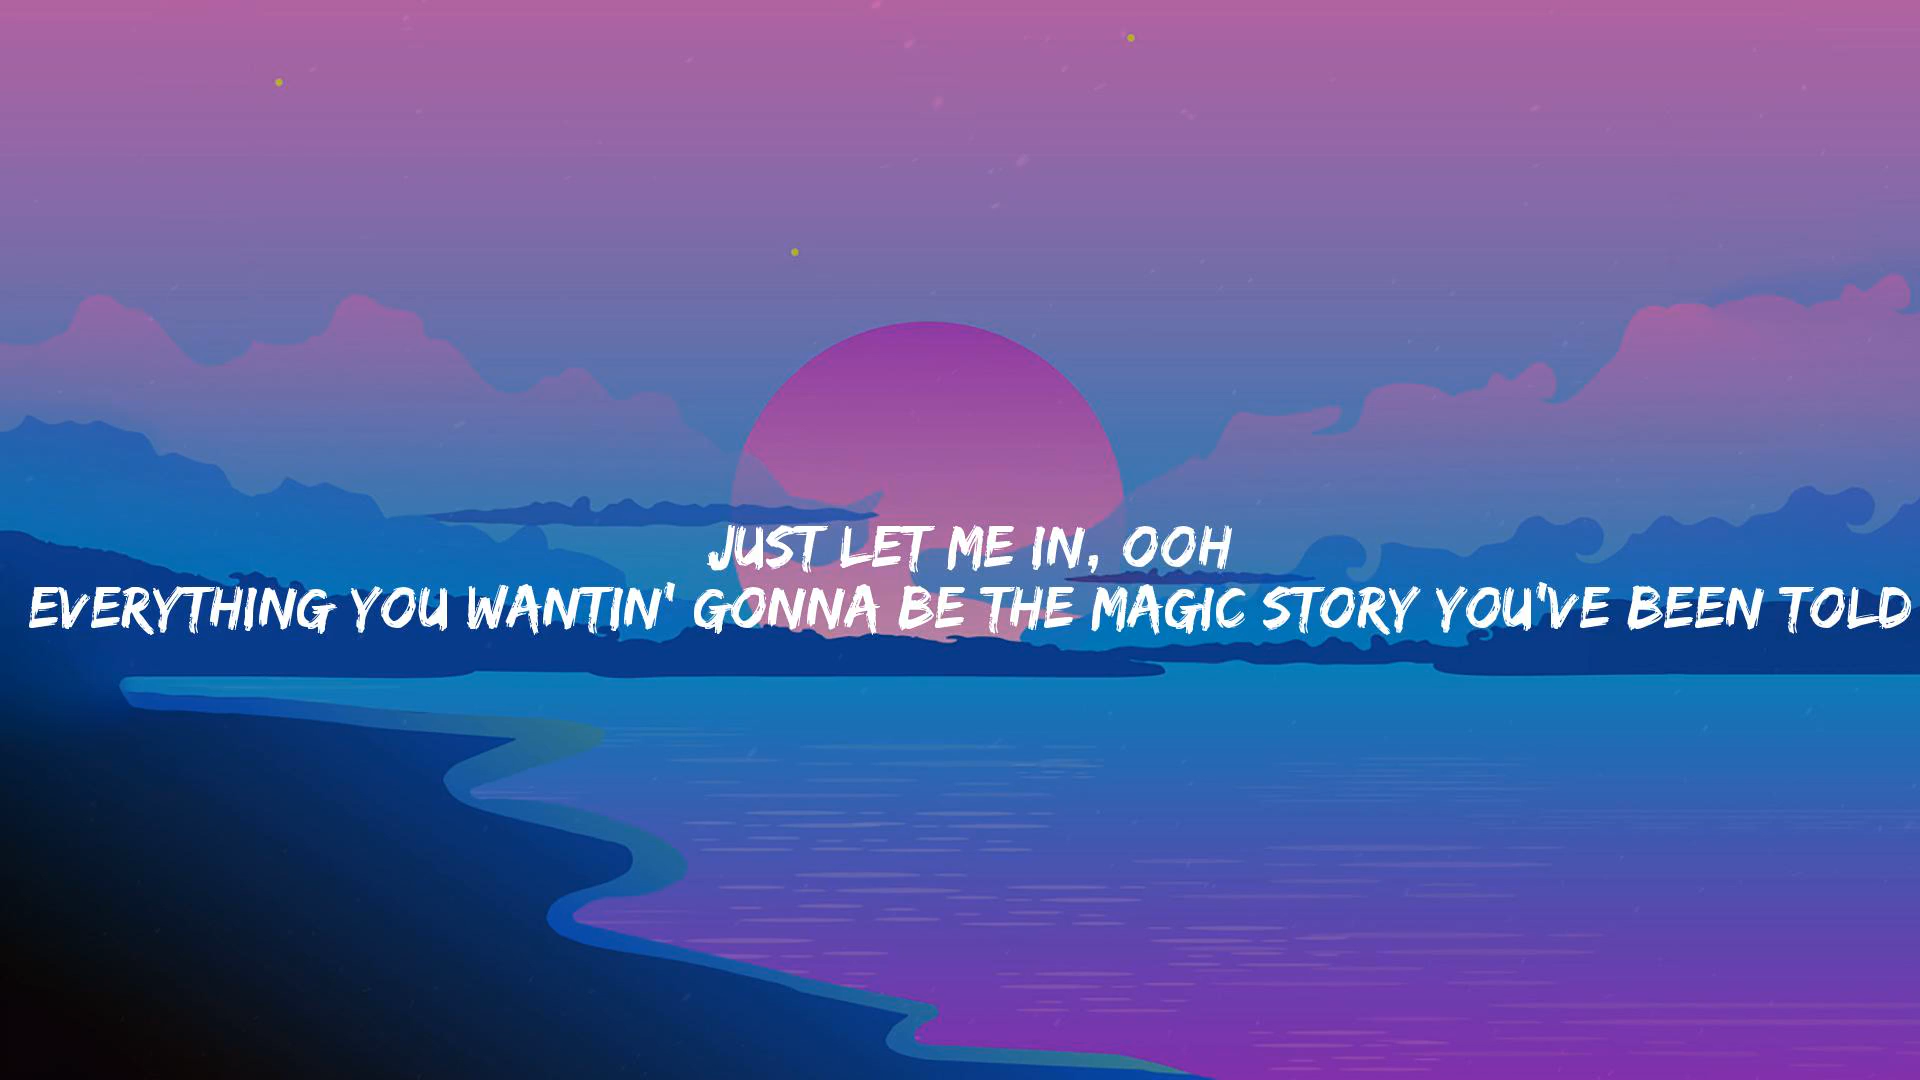 JUST LET ME IN, OOH
EVERYTHING YOU WANTIN' GONNA BE THE MAGIC STORY YOU'VE BEEN TOLD